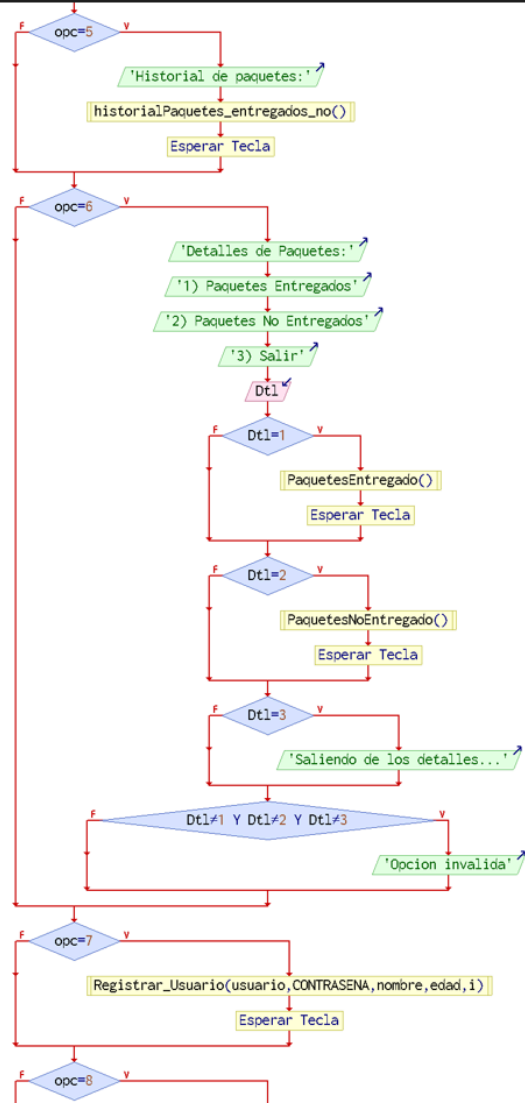 opc=5
F
V
'Historial de paquetes:'
historialPaquetes_entregados_no()
Esperar Tecla
opc=6
F
V
'Detalles de Paquetes:'
'1) Paquetes Entregados'
'2) Paquetes No Entregados'
'3) Salir'
Dtl
Dtl=1
F
V
PaquetesEntregado()
Esperar Tecla
Dtl=2
F
V
PaquetesNoEntregado()
Esperar Tecla
Dtl=3
F
V
'Saliendo de los detalles...'
Dtl≠1 Y Dtl≠2 Y Dtl≠3
F
V
'Opcion invalida'
opc=7
F
V
Registrar_Usuario(usuario,CONTRASENA,nombre,edad,i)
Esperar Tecla
opc=8
F
V